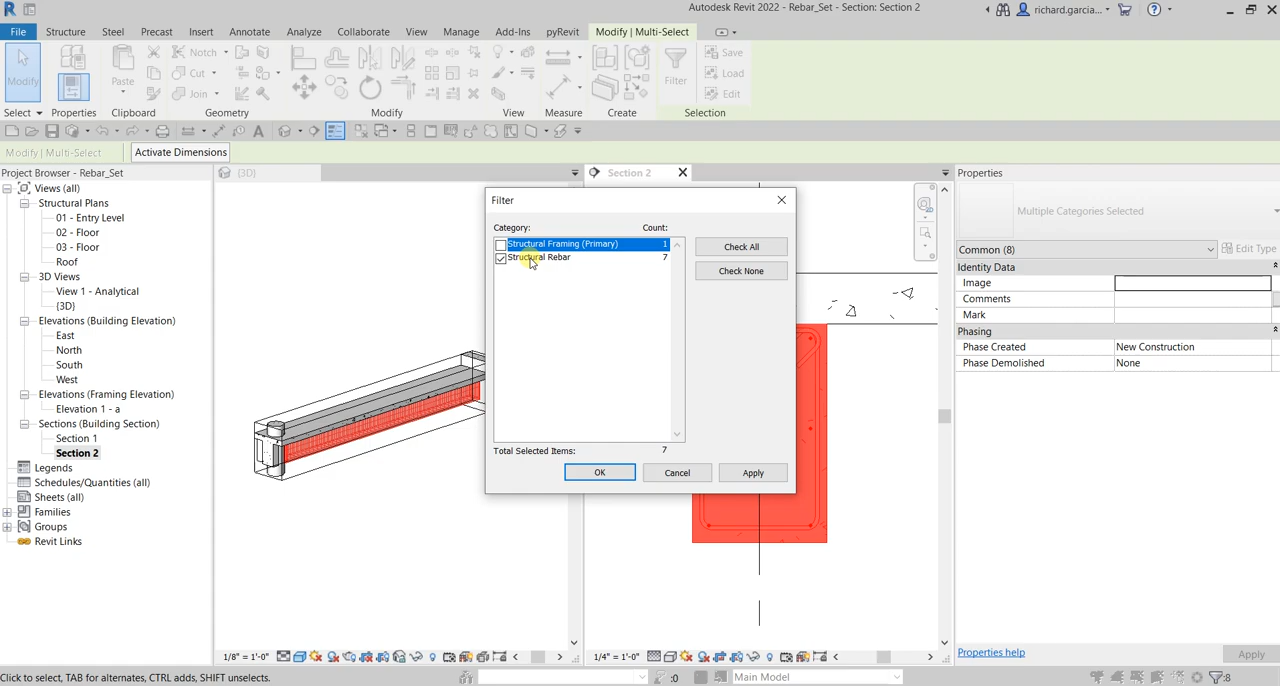 Autodesk Revit 2022 - Rebar_Set - Section: Section 2
richard.garcia...
File Structure Steel Precast Insert Annotate Analyze Collaborate View Manage Add-Ins pyRevit Modify | Multi-Select
Modify
Paste
Notch
Cut
Join
Filter
Save
Load
Edit
Select Properties Clipboard Geometry Modify View Measure Create Selection
Modify | Multi-Select Activate Dimensions
Project Browser - Rebar_Set
{3D}
Section 2
Properties
Views (all)
Structural Plans
01 - Entry Level
02 - Floor
03 - Floor
Roof
3D Views
View 1 - Analytical
{3D}
Elevations (Building Elevation)
East
North
South
West
Elevations (Framing Elevation)
Elevation 1 - a
Sections (Building Section)
Section 1
Section 2
Legends
Schedules/Quantities (all)
Sheets (all)
Families
Groups
Revit Links
Filter
Category: Count:
Structural Framing (Primary) 1
Structural Rebar 7
Check All
Check None
Total Selected Items: 7
OK Cancel Apply
Multiple Categories Selected
Common (8) Edit Type
Identity Data
Image
Comments
Mark
Phasing
Phase Created New Construction
Phase Demolished None
Properties help Apply
1/8" = 1'-0"
1/4" = 1'-0"
Click to select, TAB for alternates, CTRL adds, SHIFT unselects.
:0
Main Model
:8